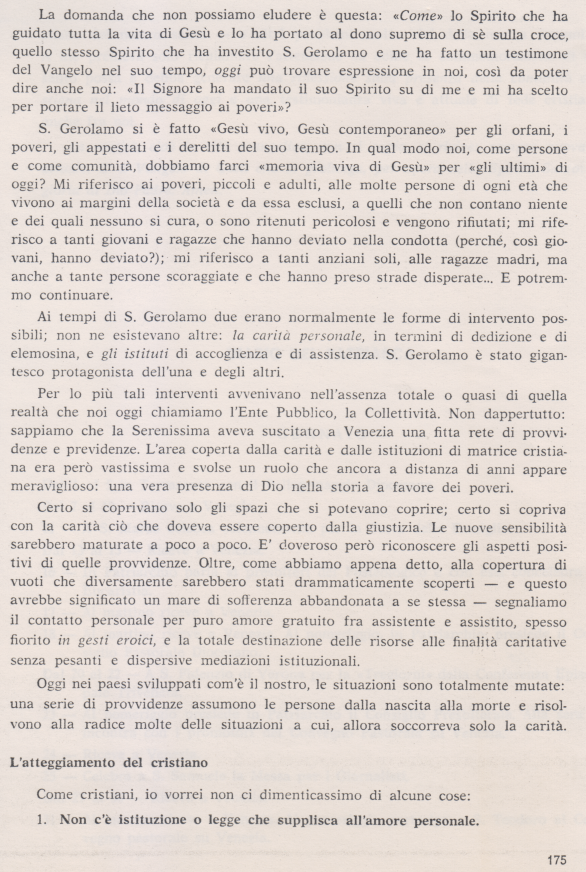 La domanda che non possiamo eludere è questa: «Come» lo Spirito che ha
guidato tutta la vita di Gesù e lo ha portato al dono supremo di sè sulla croce,
quello stesso Spirito che ha investito S. Gerolamo e ne ha fatto un testimone
del Vangelo nel suo tempo, oggi può trovare espressione in noi, così da poter
dire anche noi: «Il Signore ha mandato il suo Spirito su di me e mi ha scelto
per portare il lieto messaggio ai poveri»?
S. Gerolamo si è fatto «Gesù vivo, Gesù contemporaneo» per gli orfani, i
poveri, gli appestati e i derelitti del suo tempo. In qual modo noi, come persone
e come comunità, dobbiamo farci «memoria viva di Gesù» per «gli ultimi» di
oggi? Mi riferisco ai poveri, piccoli e adulti, alle molte persone di ogni età che
vivono ai margini della società e da essa esclusi, a quelli che non contano niente
e dei quali nessuno si cura, o sono ritenuti pericolosi e vengono rifiutati; mi rife-
risco a tanti giovani e ragazze che hanno deviato nella condotta (perché, così gio-
vani, hanno deviato?); mi riferisco a tanti anziani soli, alle ragazze madri, ma
anche a tante persone scoraggiate e che hanno preso strade disperate... E potrem-
mo continuare.
Ai tempi di S. Gerolamo due erano normalmente le forme di intervento pos-
sibili; non ne esistevano altre: la carità personale, in termini di dedizione e di
elemosina, e gli istituti di accoglienza e di assistenza. S. Gerolamo è stato gigan-
tesco protagonista dell'una e degli altri.
Per lo più tali interventi avvenivano nell'assenza totale o quasi di quella
realtà che noi oggi chiamiamo l'Ente Pubblico, la Collettività. Non dappertutto:
sappiamo che la Serenissima aveva suscitato a Venezia una fitta rete di provvi-
denze e previdenze. L'area coperta dalla carità e dalle istituzioni di matrice cristia-
na era però vastissima e svolse un ruolo che ancora a distanza di anni appare
meraviglioso: una vera presenza di Dio nella storia a favore dei poveri.
Certo si coprivano solo gli spazi che si potevano coprire; certo si copriva
con la carità ciò che doveva essere coperto dalla giustizia. Le nuove sensibilità
sarebbero maturate a poco a poco. E' doveroso però riconoscere gli aspetti posi-
tivi di quelle provvidenze. Oltre, come abbiamo appena detto, alla copertura di
vuoti che diversamente sarebbero stati drammaticamente scoperti — e questo
avrebbe significato un mare di sofferenza abbandonata a se stessa — segnaliamo
il contatto personale per puro amore gratuito fra assistente e assistito, spesso
fiorito in gesti eroici, e la totale destinazione delle risorse alle finalità caritative
senza pesanti e dispersive mediazioni istituzionali.
Oggi nei paesi sviluppati com'è il nostro, le situazioni sono totalmente mutate:
una serie di provvidenze assumono le persone dalla nascita alla morte e risol-
vono alla radice molte delle situazioni a cui, allora soccorreva solo la carità.
L'atteggiamento del cristiano
Come cristiani, io vorrei non ci dimenticassimo di alcune cose:
1. Non c'è istituzione o legge che supplisca all'amore personale.
175